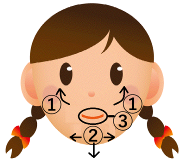 ① ①
③
②